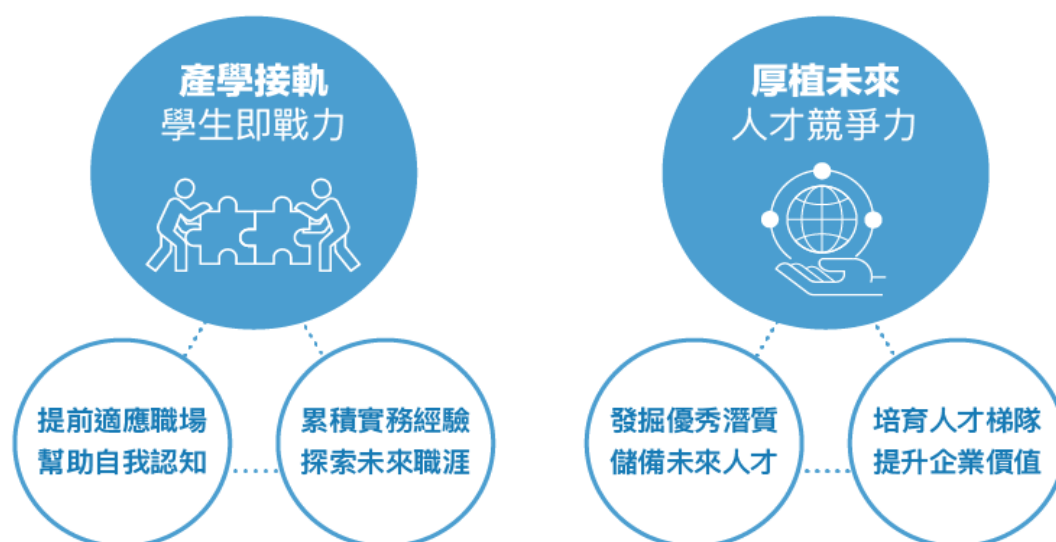 產學接軌
學生即戰力
提前適應職場
幫助自我認知
累積實務經驗
探索未來職涯
厚植未來
人才競爭力
發掘優秀潛質
儲備未來人才
培育人才梯隊
提升企業價值